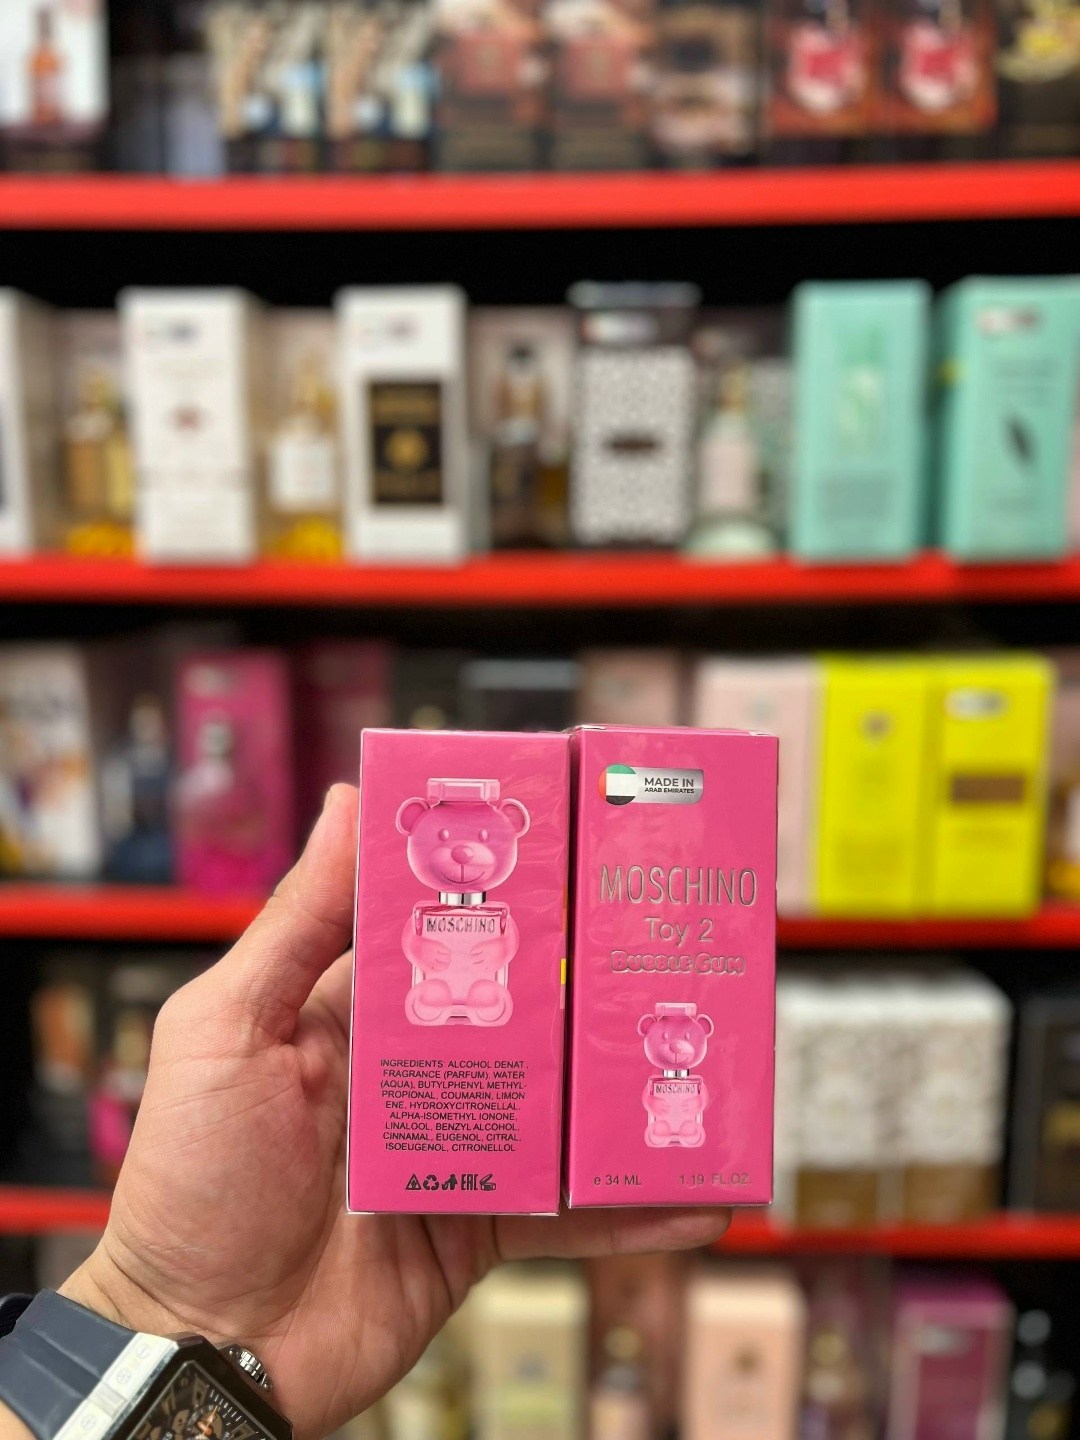 MOSCHINO
INGREDIENTS: ALCOHOL DENAT.,
FRAGRANCE (PARFUM), WATER
(AQUA), BUTYLPHENYL METHYL-
PROPIONAL, COUMARIN, LIMON
ENE, HYDROXYCITRONELLAL,
ALPHA-ISOMETHYL IONONE,
LINALOOL, BENZYL ALCOHOL,
CINNAMAL, EUGENOL, CITRAL,
ISOEUGENOL, CITRONELLOL
EAC
MADE IN
ARAB EMIRATES
MOSCHINO
Toy 2
BUBBLE GUM
MOSCHINO
e 34 ML 1.19 FL.OZ.